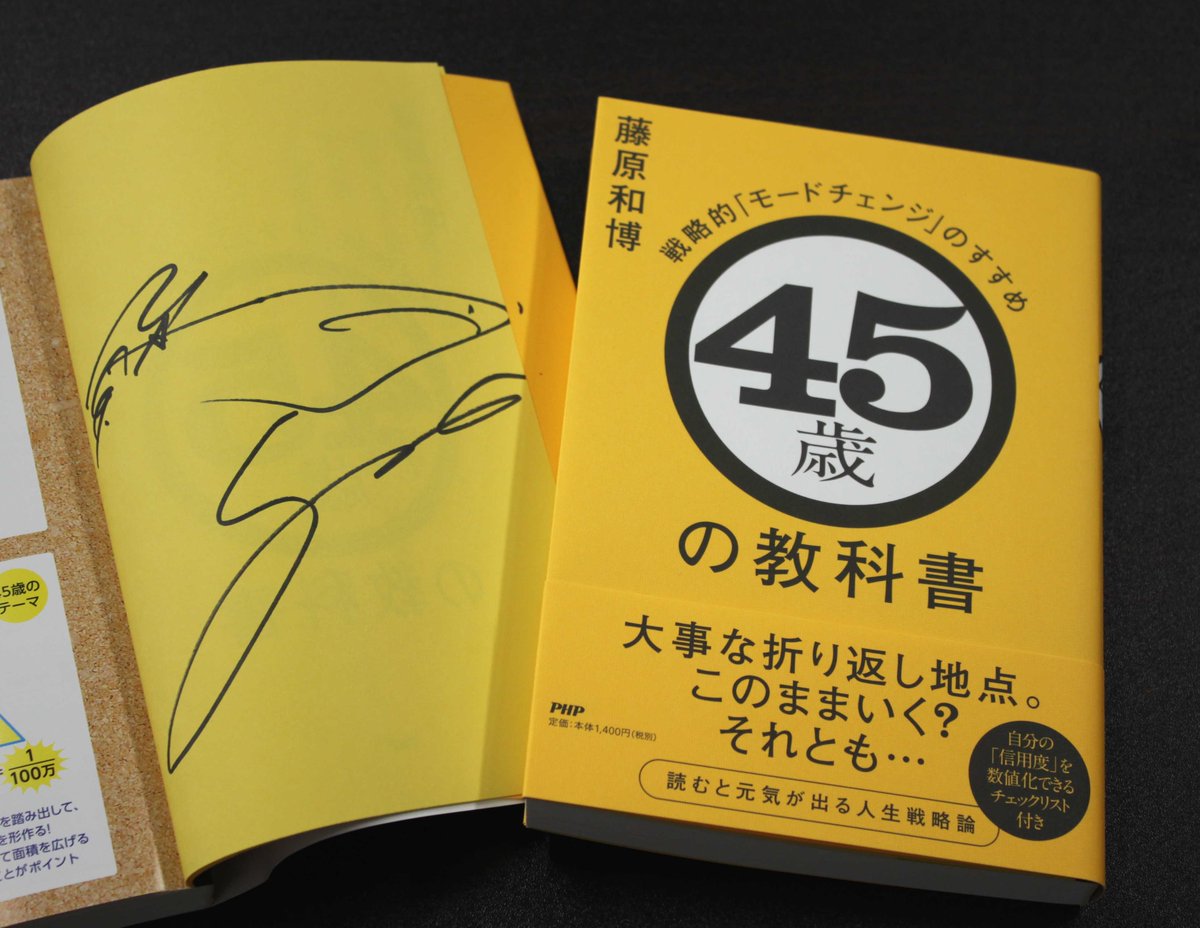 藤原和博
戦略的「モードチェンジ」のすすめ
45
歳
の教科書
大事な折り返し地点。
このままいく?
それとも…
PHP
定価:本体1,400円(税別)
読むと元気が出る人生戦略論
自分の
「信用度」を
数値化できる
チェックリスト
付き
5歳の
テーマ
1
100万
を踏み出して、
を形作る!
て面積を広げる
ことがポイント